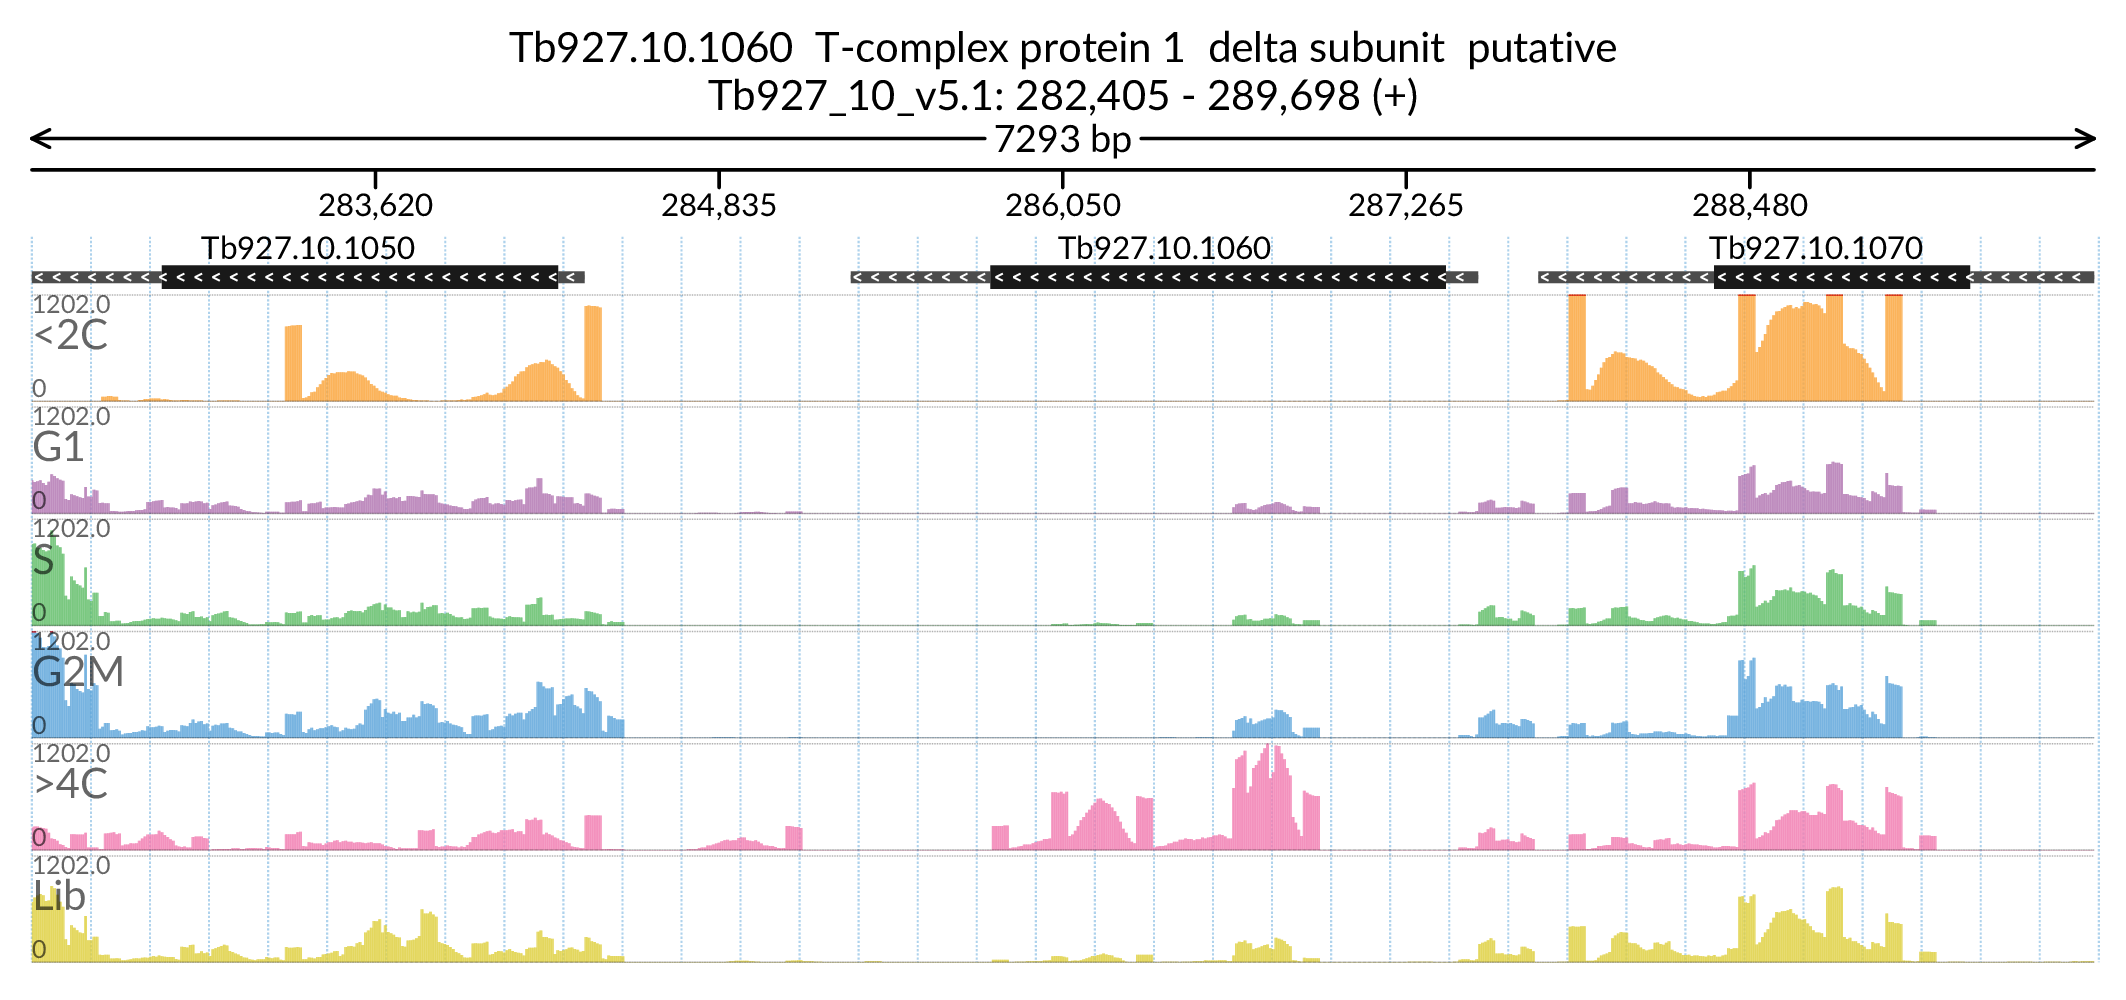 Tb927.10.1060  T-complex protein 1  delta subunit  putative
Tb927_10_v5.1: 282,405 - 289,698 (+)
7293 bp
283,620 284,835 286,050 287,265 288,480
Tb927.10.1050 Tb927.10.1060 Tb927.10.1070
1202.0
<2C
0
1202.0
G1
0
1202.0
S
0
1202.0
G2M
0
1202.0
>4C
0
1202.0
Lib
0